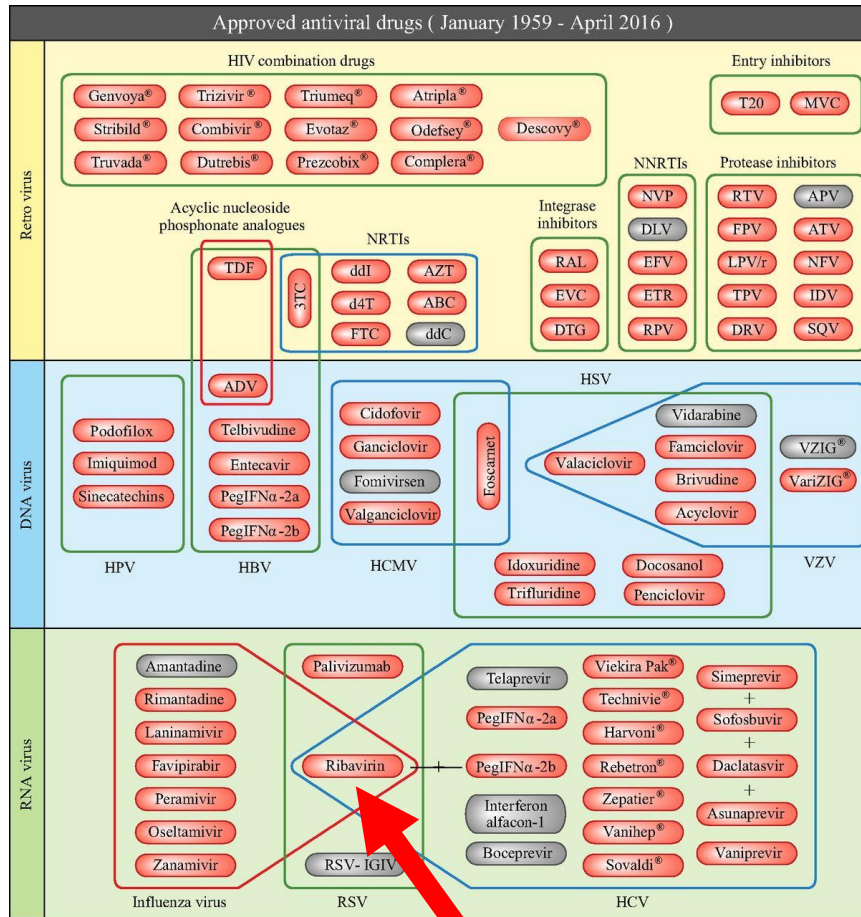 Approved antiviral drugs ( January 1959 - April 2016 )
Retro virus
HIV combination drugs
Genvoya® Trizivir® Triumeq® Atripla®
Stribild® Combivir® Evotaz® Odefsey® Descovy®
Truvada® Dutrebis® Prezcobix® Complera®
Entry inhibitors
T20 MVC
Acyclic nucleoside
phosphonate analogues
TDF
ADV
NRTIs
3TC
ddI AZT
d4T ABC
FTC ddC
Integrase
inhibitors
RAL
EVC
DTG
NNRTIs
NVP
DLV
EFV
ETR
RPV
Protease inhibitors
RTV APV
FPV ATV
LPV/r NFV
TPV IDV
DRV SQV
DNA virus
Podofilox
Imiquimod
Sinecatechins
HPV
Telbivudine
Entecavir
PegIFNα-2a
PegIFNα-2b
HBV
Cidofovir
Ganciclovir
Fomivirsen
Valganciclovir
HCMV
Foscarnet
HSV
Valaciclovir
Vidarabine
Famciclovir
Brivudine
Acyclovir
Idoxuridine Docosanol
Trifluridine Penciclovir
VZIG®
VariZIG®
VZV
RNA virus
Amantadine
Rimantadine
Laninamivir
Favipirabir
Peramivir
Oseltamivir
Zanamivir
Influenza virus
Palivizumab
Ribavirin
RSV- IGIV
RSV
+
Telaprevir
PegIFNα-2a
PegIFNα-2b
Interferon
alfacon-1
Boceprevir
Viekira Pak®
Technivie®
Harvoni®
Rebetron®
Zepatier®
Vanihep®
Sovaldi®
Simeprevir
+
Sofosbuvir
+
Daclatasvir
+
Asunaprevir
Vaniprevir
HCV